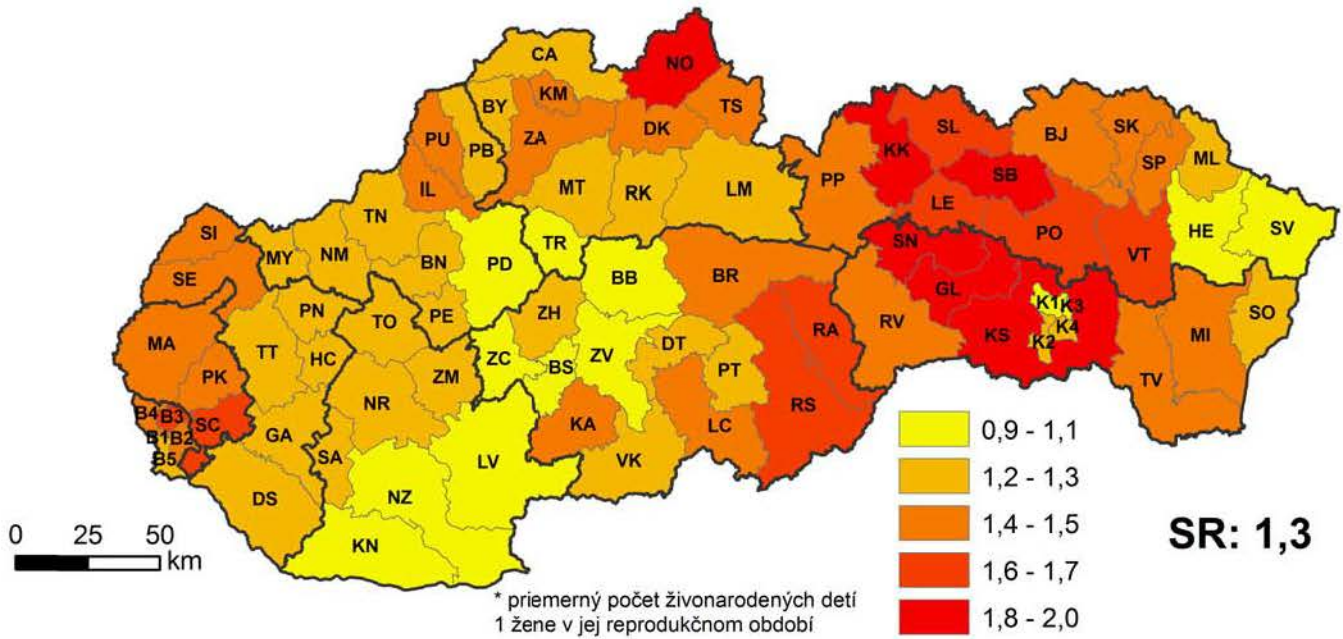 CA
NO
BY
KM
TS
PU
PB
ZA
DK
IL
MT
RK
LM
PP
KK
SL
SB
BJ
SK
SP
ML
LE
PO
VT
HE
SV
SI
SE
MY
NM
TN
BN
PD
TR
BB
BR
SN
GL
RV
KS
K1
K3
K4
K2
MI
SO
TV
PN
TO
PE
ZH
MA
TT
HC
PK
ZC
BS
ZV
DT
PT
RA
RS
ZM
NR
B4
B3
SC
B1
B2
B5
GA
SA
KA
LC
VK
LV
DS
NZ
KN
0 25 50
km
0,9 - 1,1
1,2 - 1,3
1,4 - 1,5
1,6 - 1,7
1,8 - 2,0
SR: 1,3
* priemerný počet živonarodených detí
1 žene v jej reprodukčnom období